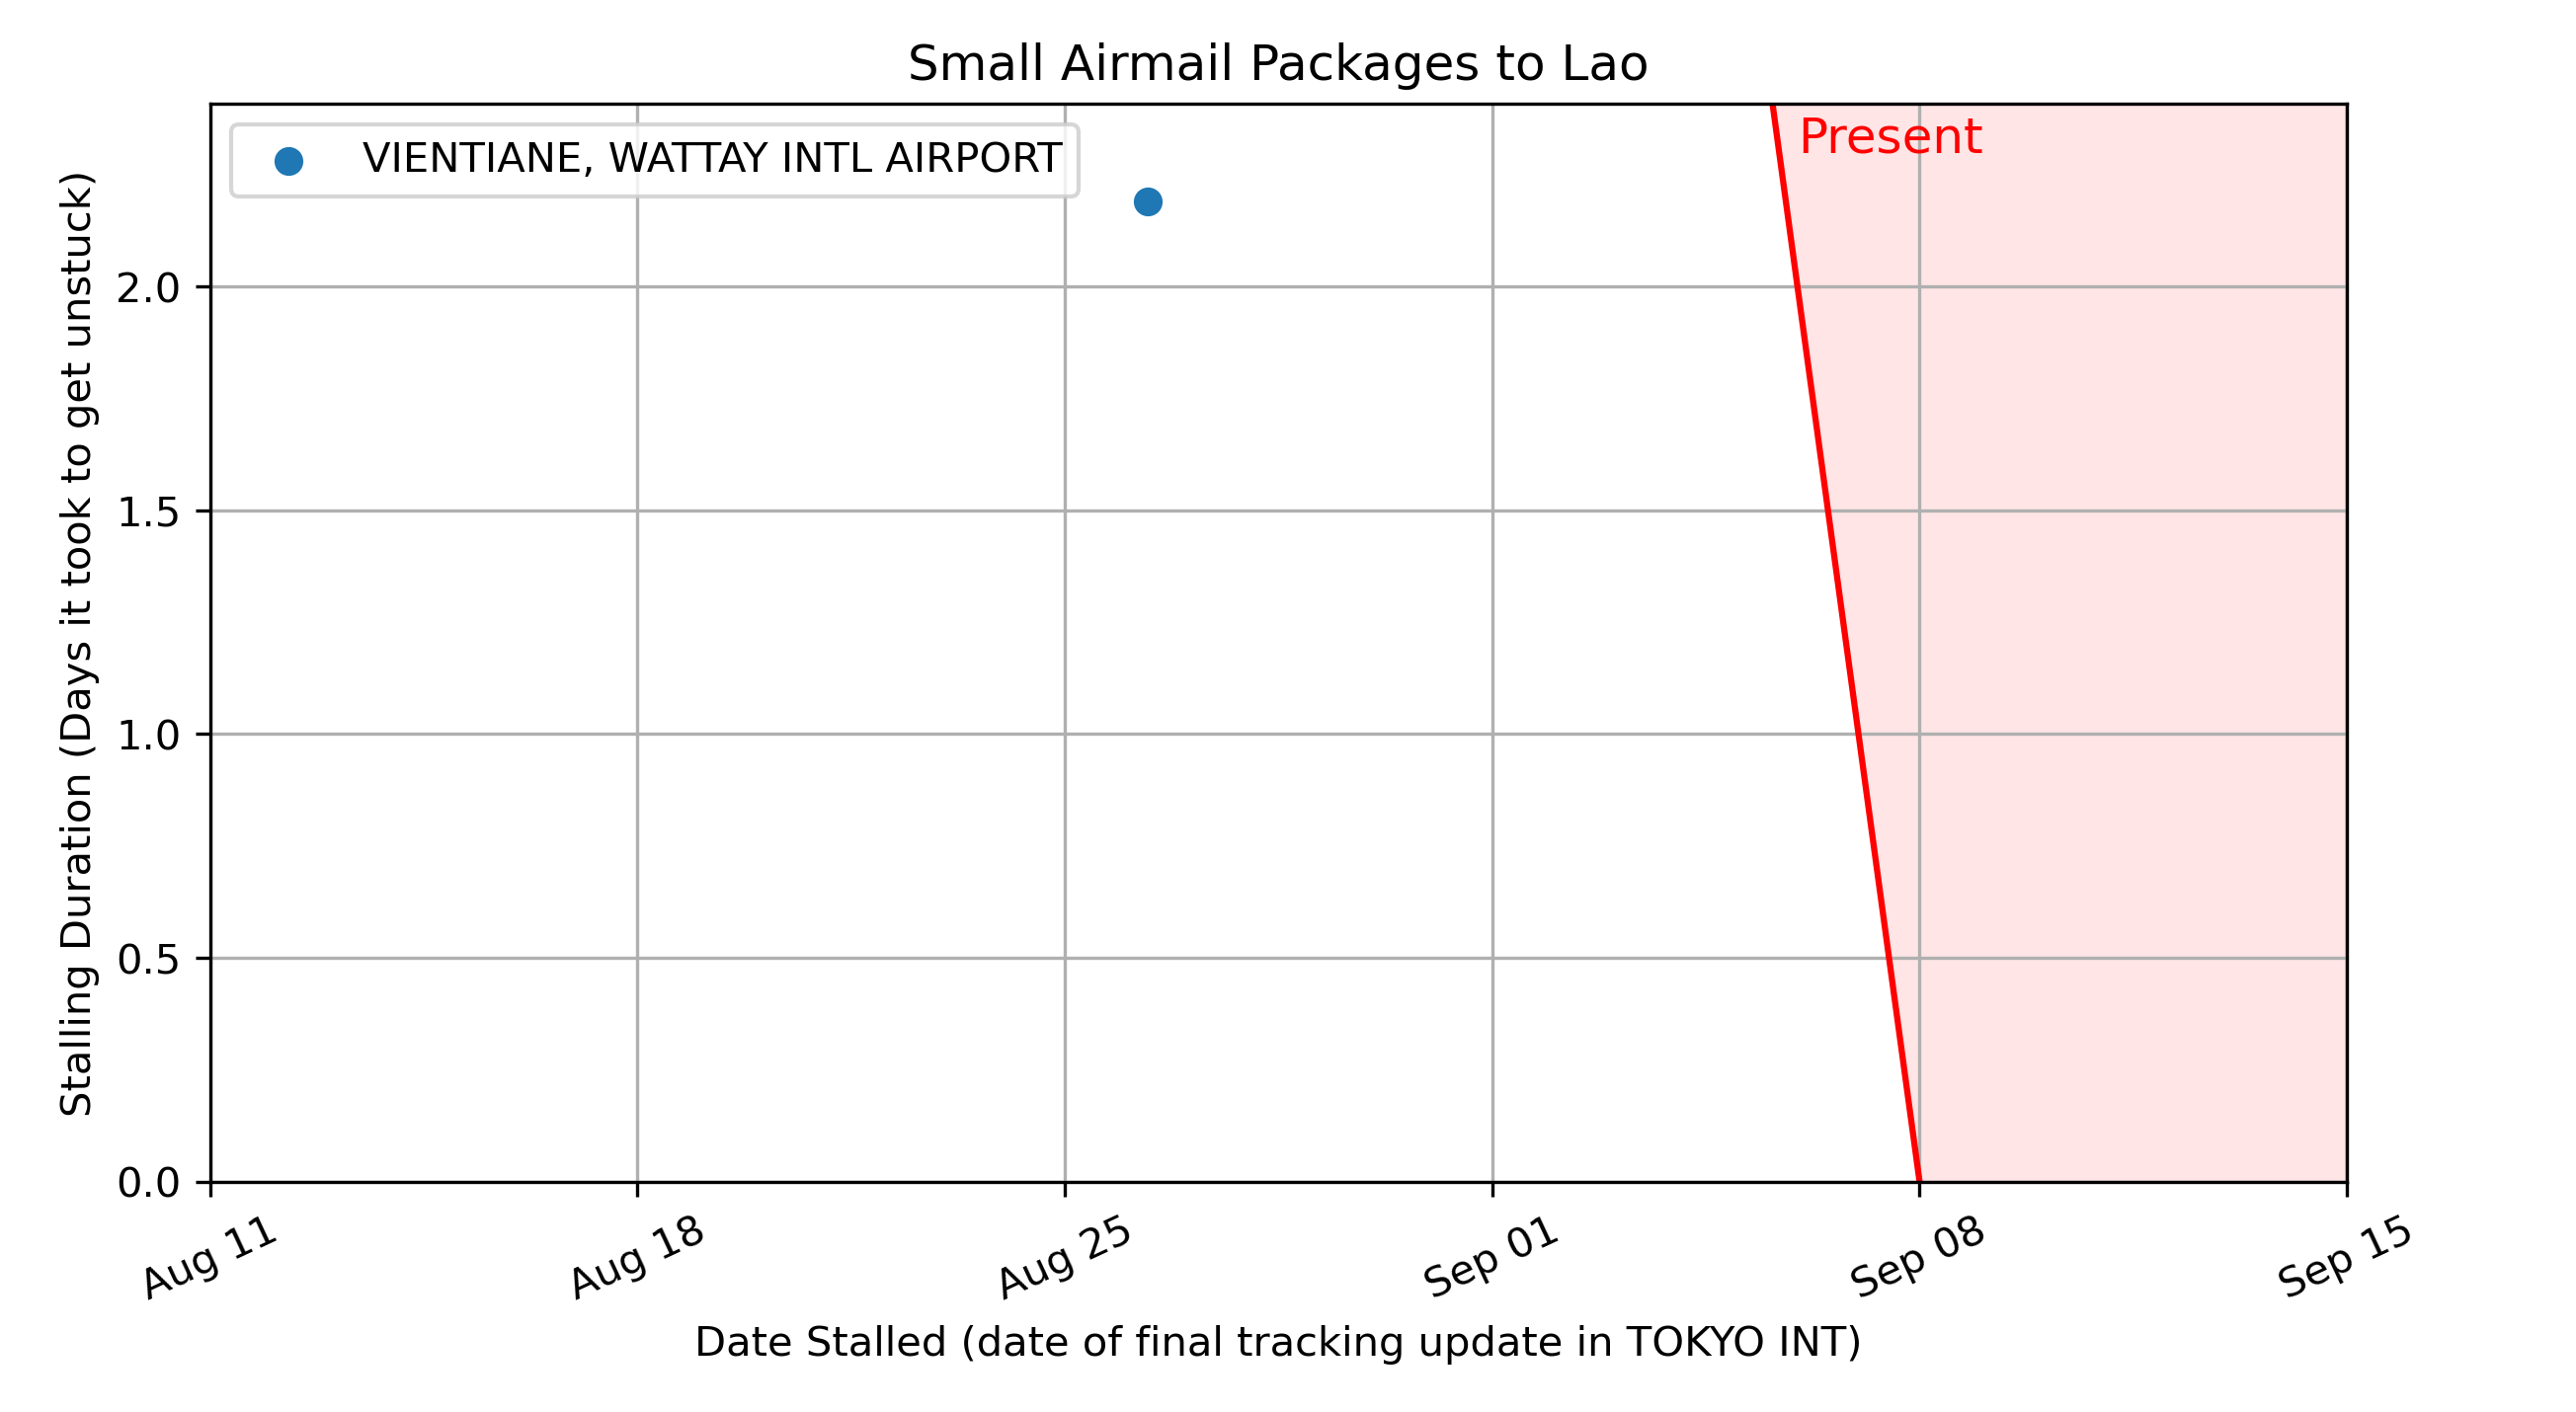 Small Airmail Packages to Lao
VIENTIANE, WATTAY INTL AIRPORT
Present
Stalling Duration (Days it took to get unstuck)
2.0
1.5
1.0
0.5
0.0
Aug 11
Aug 18
Aug 25
Sep 01
Sep 08
Sep 15
Date Stalled (date of final tracking update in TOKYO INT)